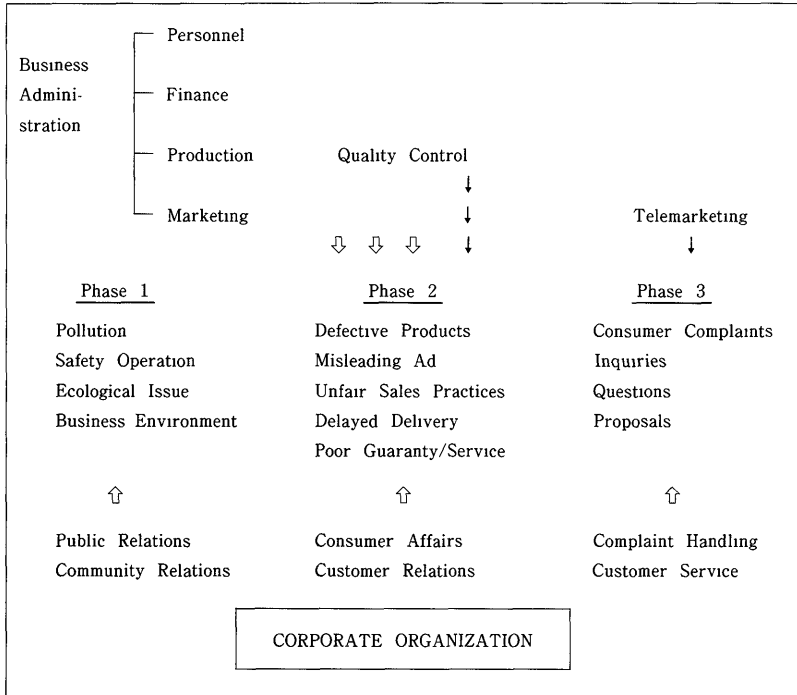 Personnel
Business
Admini-
stration
Finance
Production
Quality Control
Marketing
Telemarketing
Phase 1
Phase 2
Phase 3
Pollution
Defective Products
Consumer Complaints
Safety Operation
Misleading Ad
Inquiries
Ecological Issue
Unfair Sales Practices
Questions
Business Environment
Delayed Delivery
Proposals
Poor Guaranty/Service
Public Relations
Consumer Affairs
Complaint Handling
Community Relations
Customer Relations
Customer Service
CORPORATE ORGANIZATION